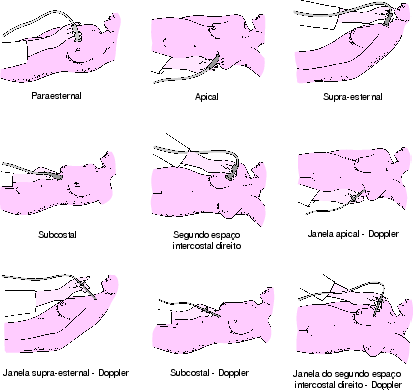 Paraesternal
Apical
Supra-esternal
Subcostal
Segundo espaço
intercostal direito
Janela apical - Doppler
Janela supra-esternal - Doppler
Subcostal - Doppler
Janela do segundo espaço
intercostal direito - Doppler